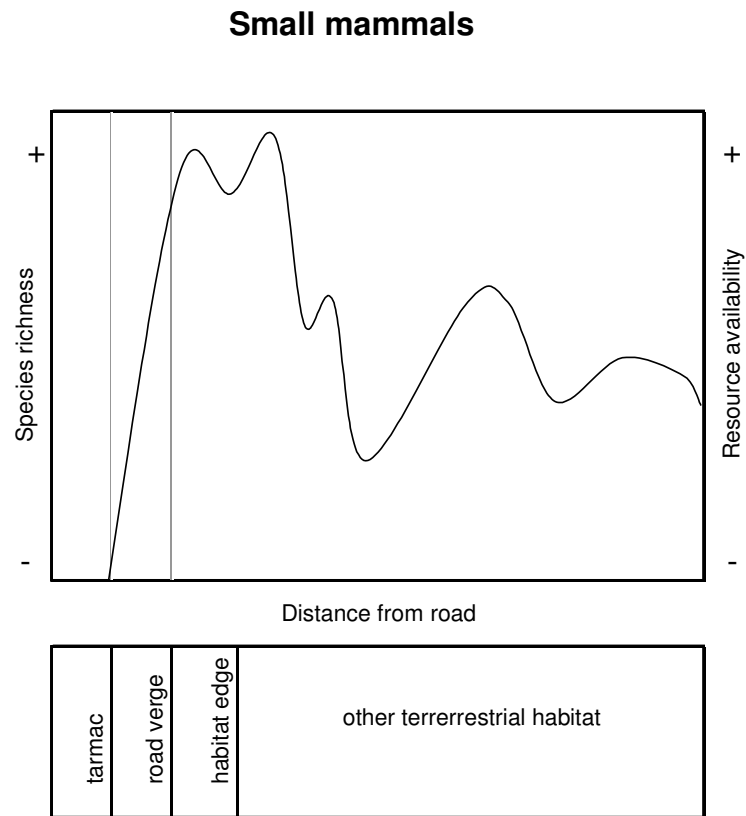 Small mammals
+
+
Species richness
Resource availability
-
-
Distance from road
tarmac
road verge
habitat edge
other terrerrestrial habitat